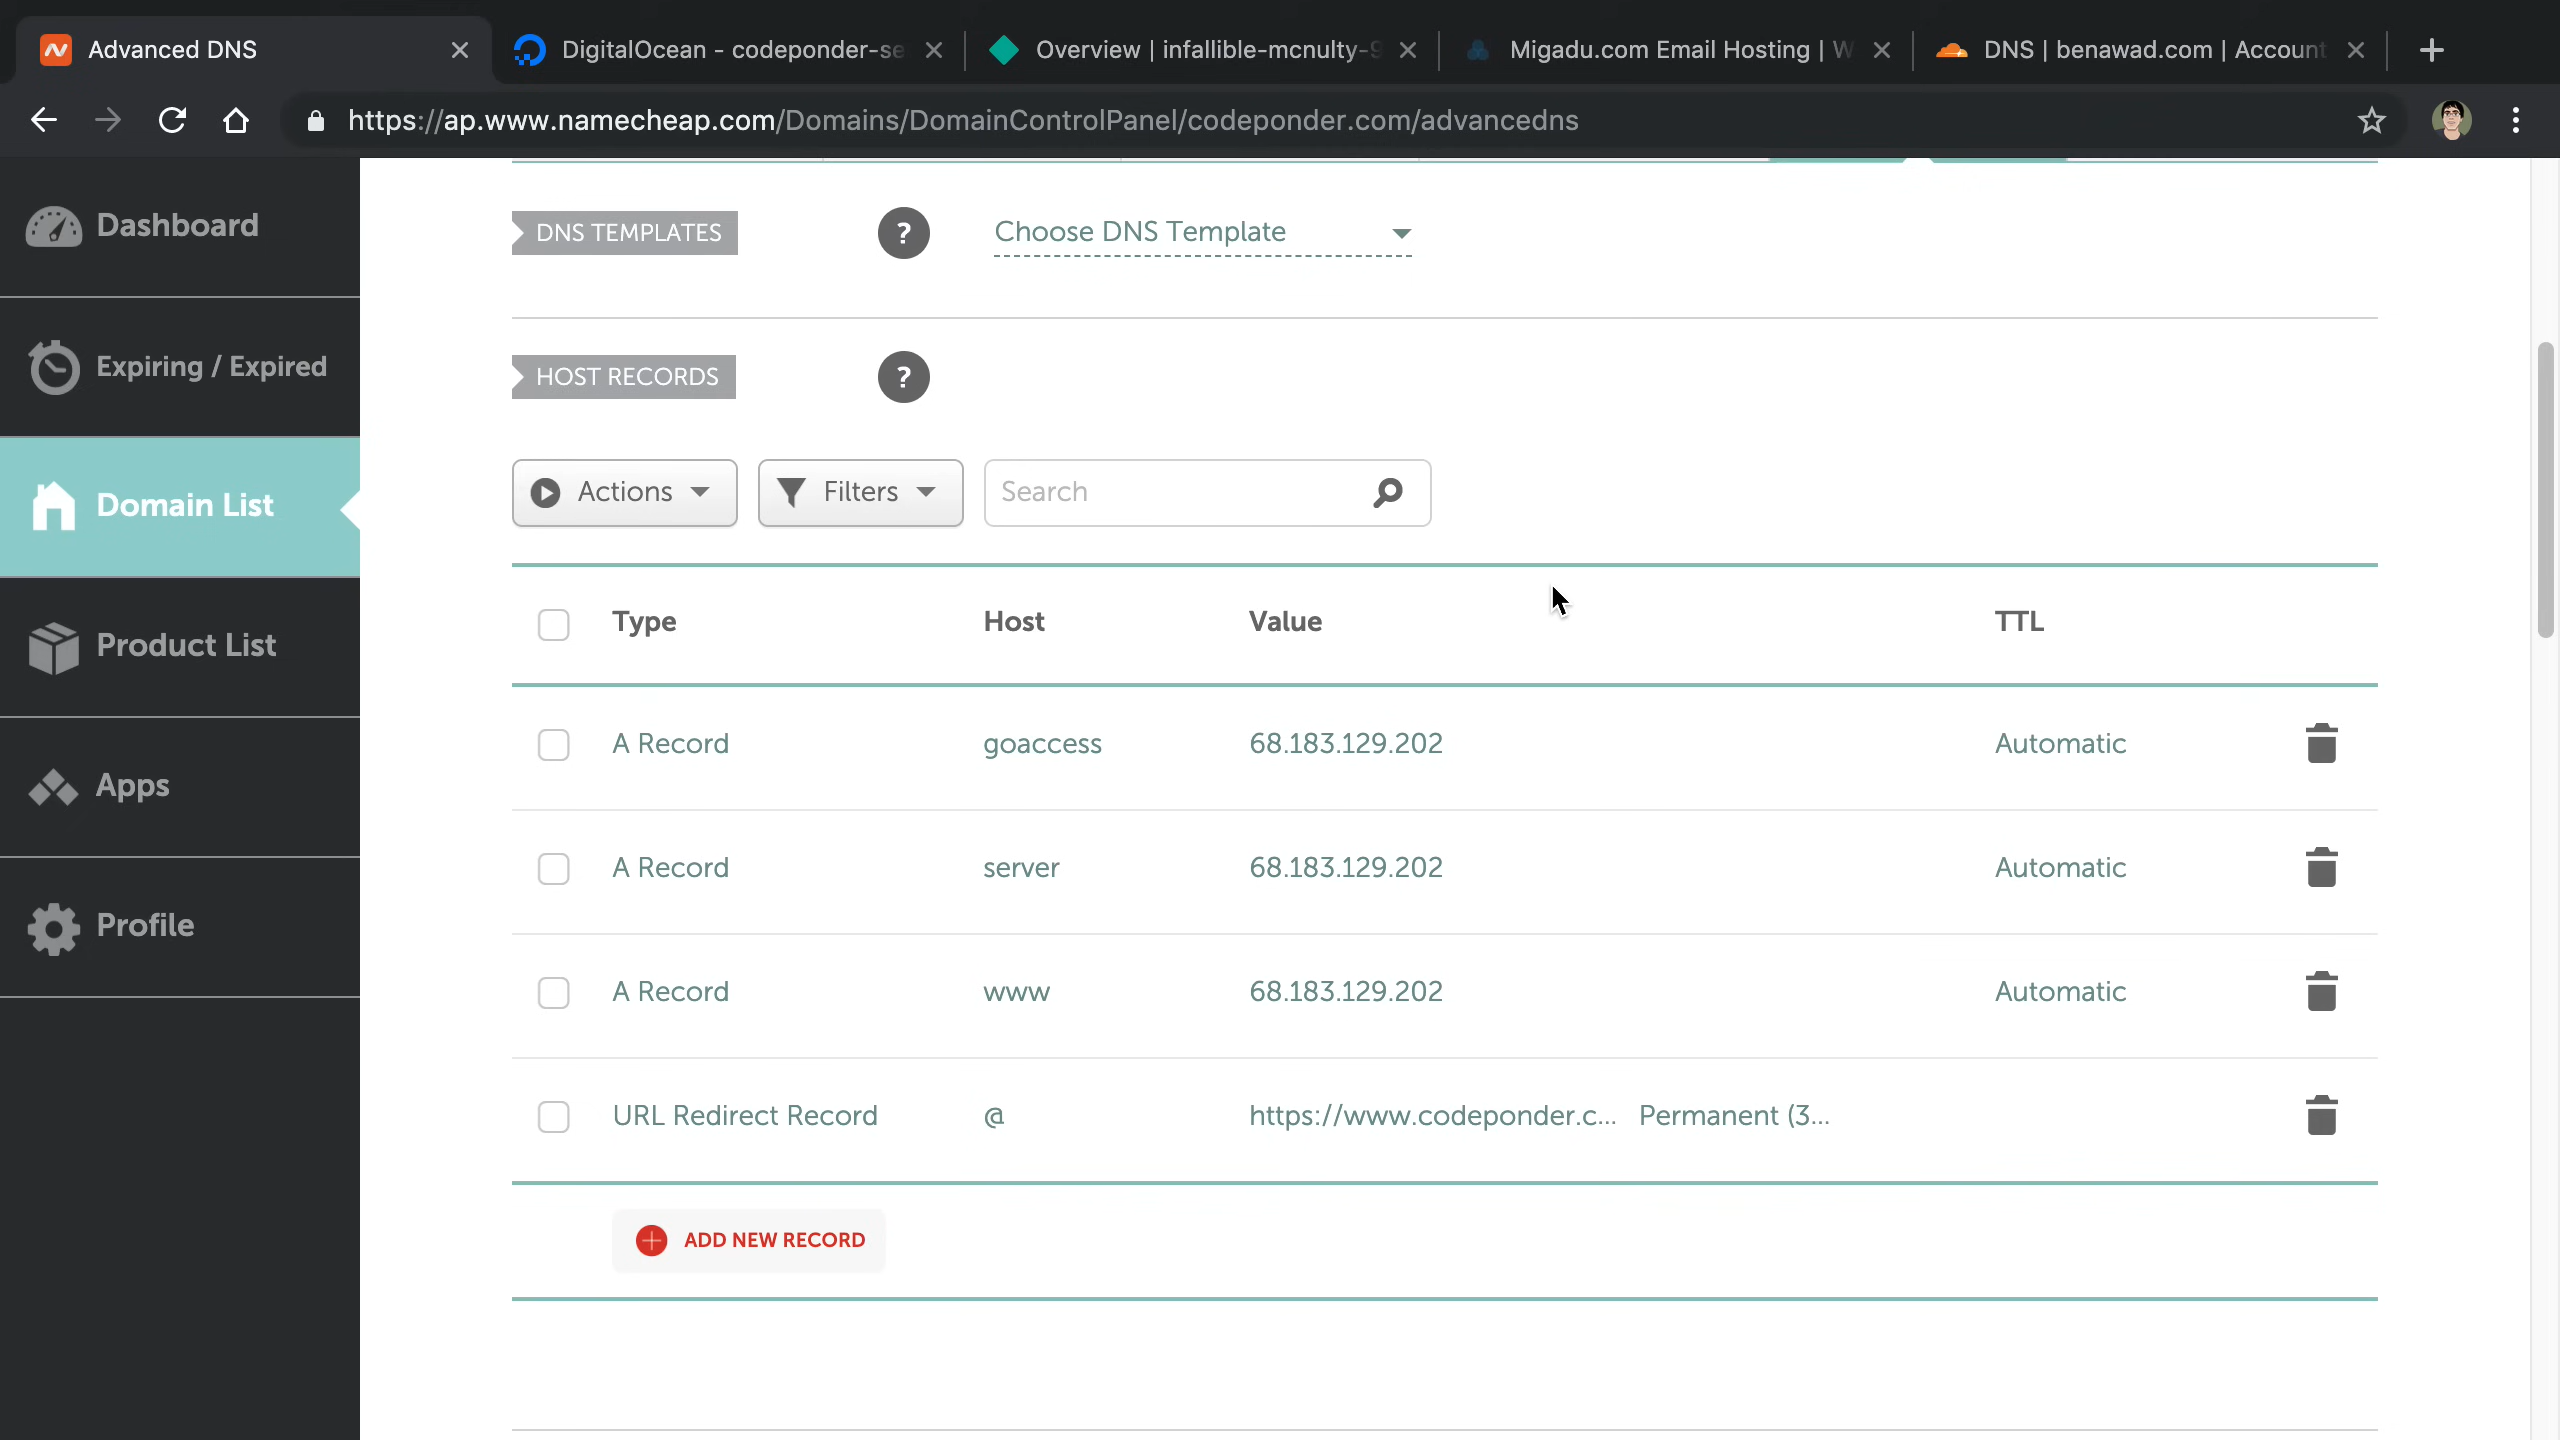 Advanced DNS
DigitalOcean - codeponder-se
Overview | infallible-mcnulty-9
Migadu.com Email Hosting | W
DNS | benawad.com | Account
https://ap.www.namecheap.com/Domains/DomainControlPanel/codeponder.com/advancedns
Dashboard
Expiring / Expired
Domain List
Product List
Apps
Profile
DNS TEMPLATES
?
Choose DNS Template
HOST RECORDS
?
Actions
Filters
Search
Type Host Value TTL
A Record goaccess 68.183.129.202 Automatic
A Record server 68.183.129.202 Automatic
A Record www 68.183.129.202 Automatic
URL Redirect Record @ https://www.codeponder.c... Permanent (3...
ADD NEW RECORD